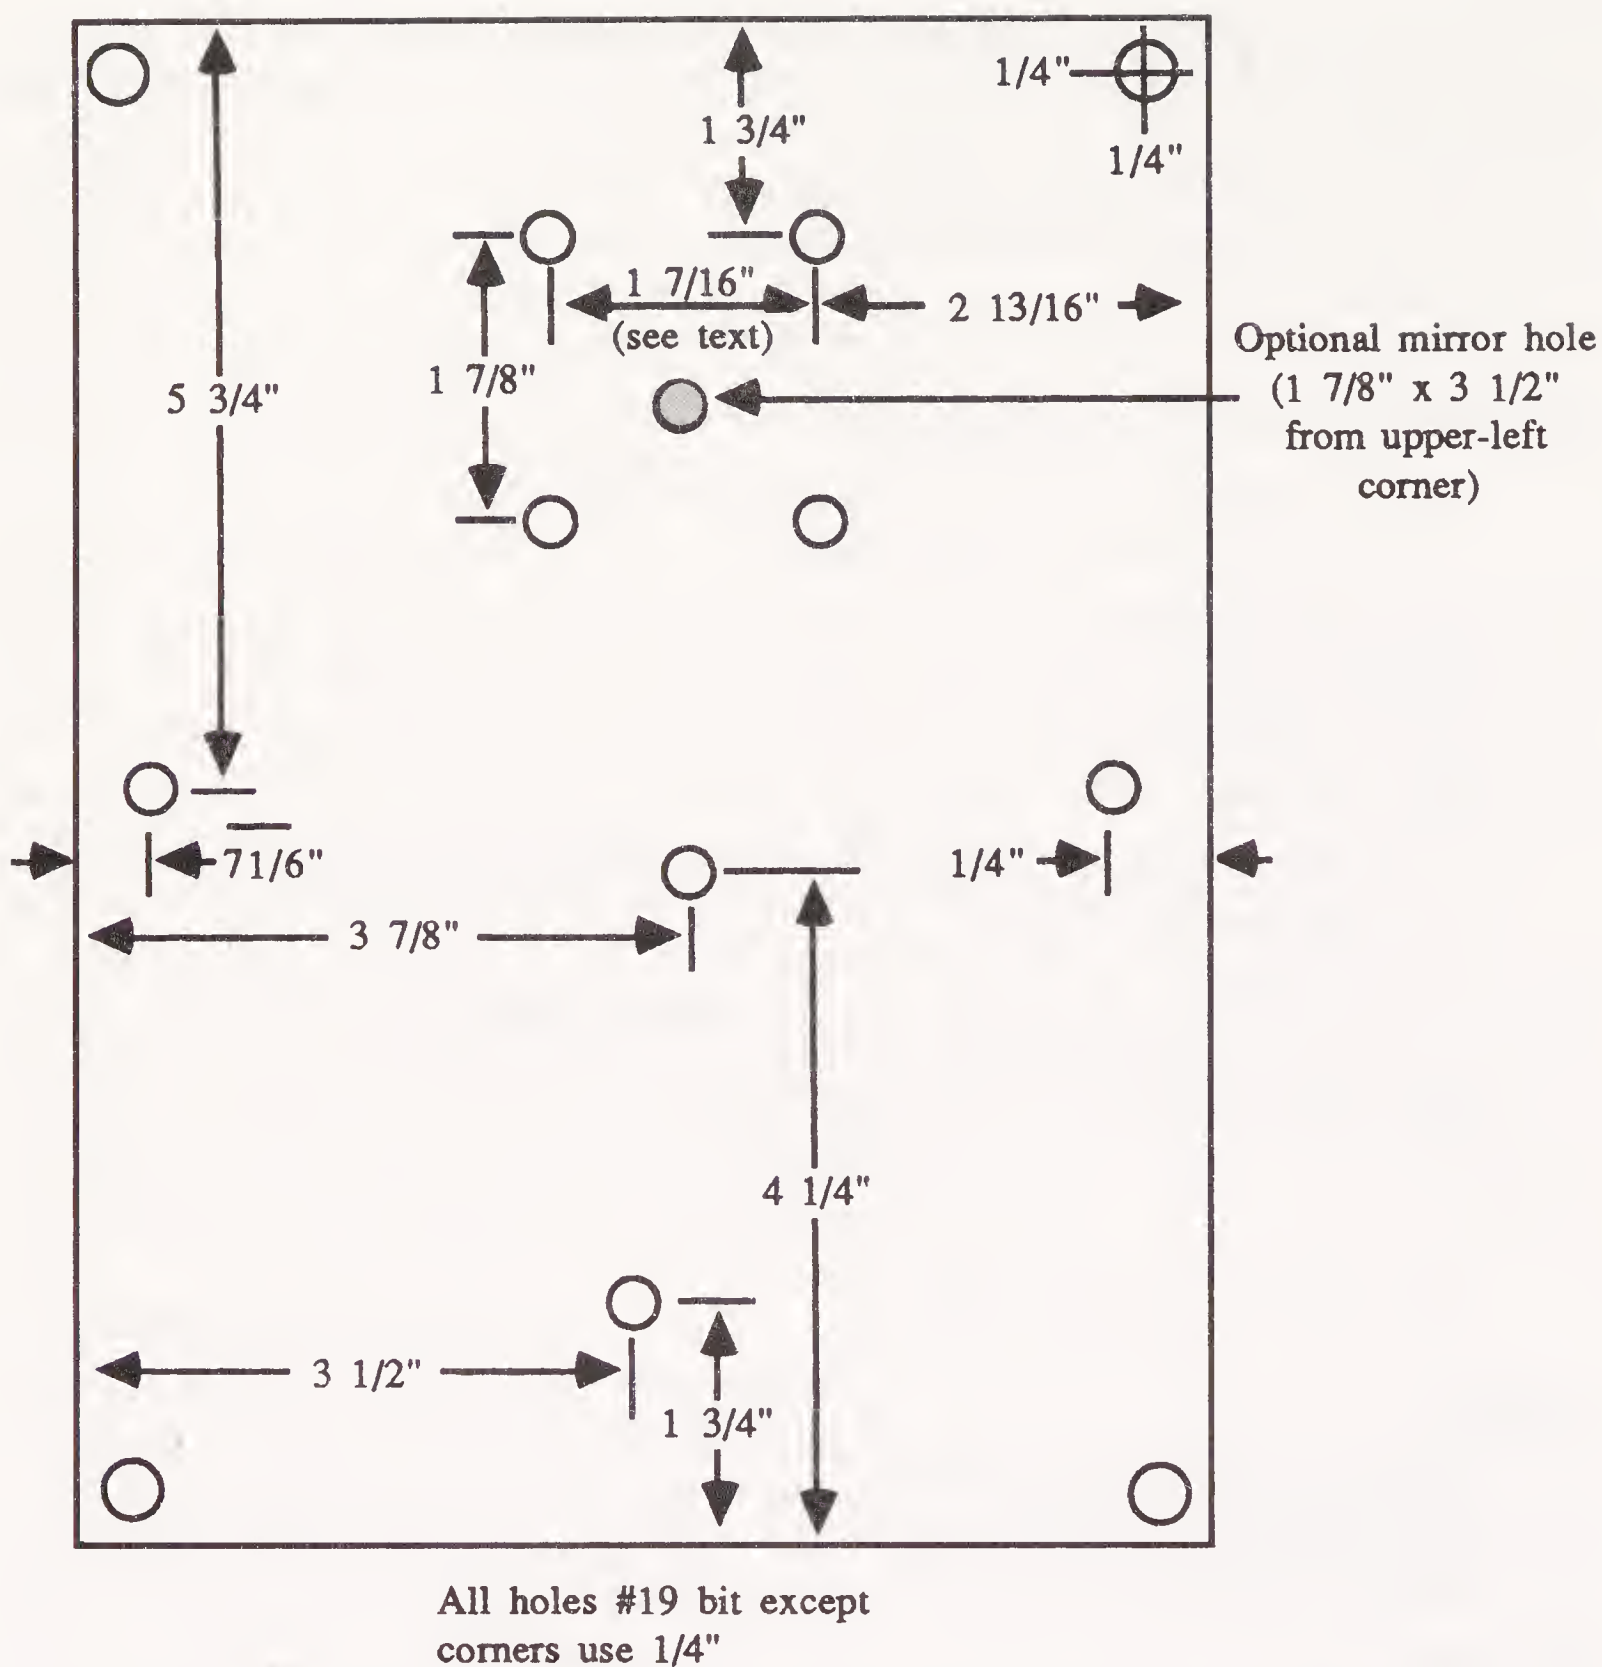 1/4"
1 3/4"
1/4"
1 7/16"
2 13/16"
(see text)
Optional mirror hole
(1 7/8" x 3 1/2"
from upper-left
corner)
1 7/8"
5 3/4"
71/6"
1/4"
3 7/8"
4 1/4"
3 1/2"
1 3/4"
All holes #19 bit except
corners use 1/4"